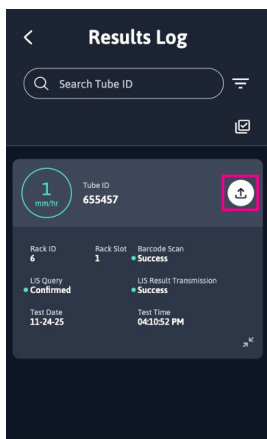 Results Log
Search Tube ID
1
mm/hr
Tube ID
655457
Rack ID
6
Rack Slot
1
Barcode Scan
Success
LIS Query
Confirmed
LIS Result Transmission
Success
Test Date
11-24-25
Test Time
04:10:52 PM